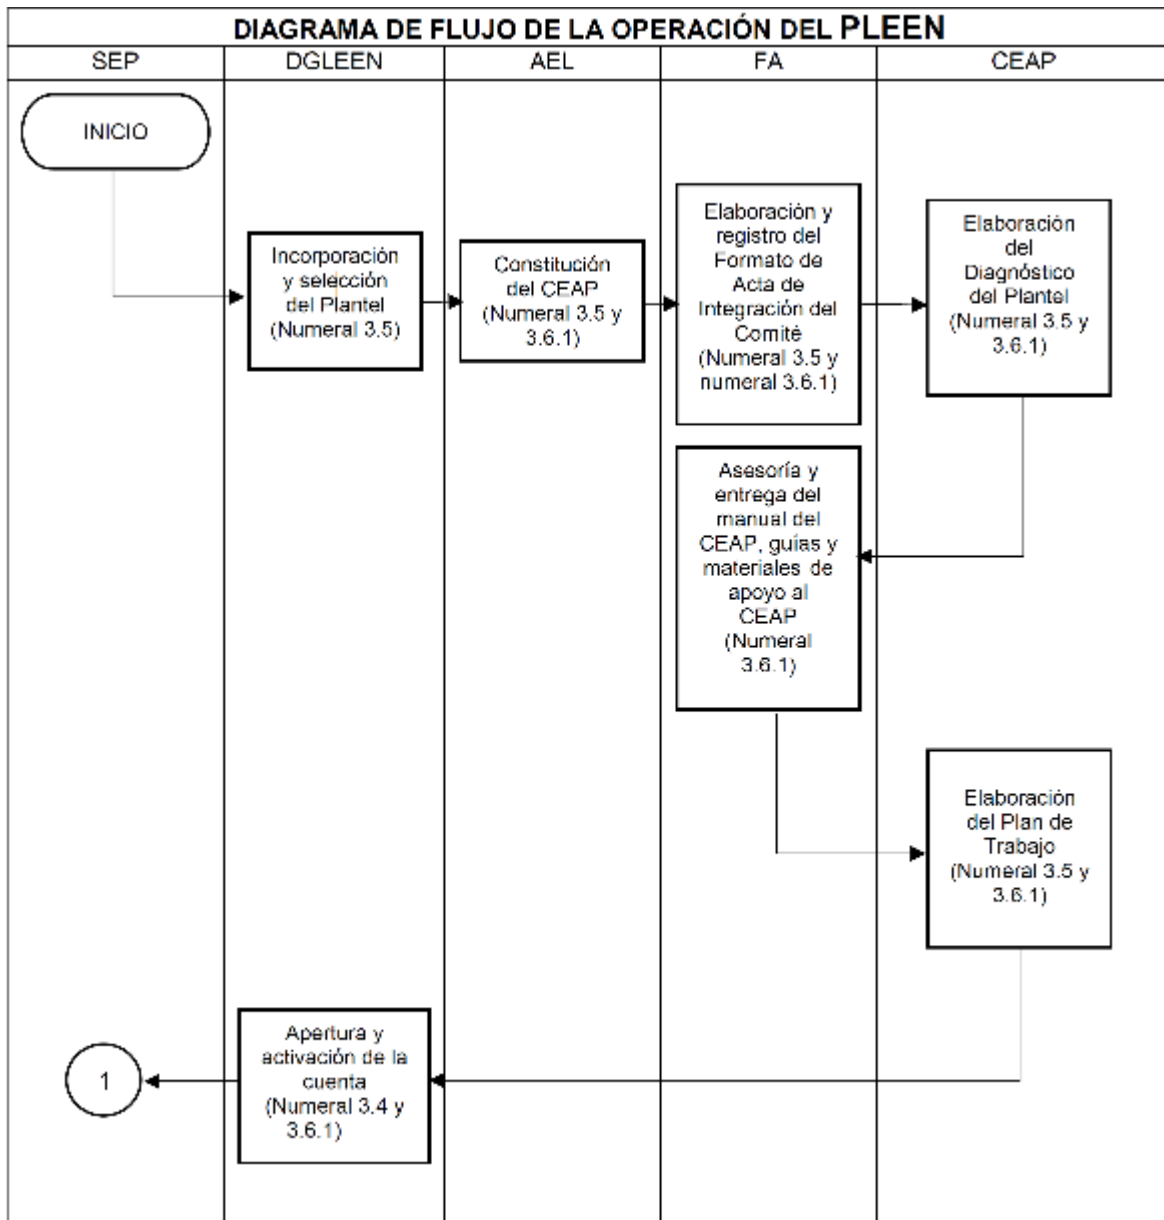 DIAGRAMA DE FLUJO DE LA OPERACIÓN DEL PLEEN
SEP
DGLEEN
AEL
FA
CEAP
INICIO
Incorporación
y selección
del Plantel
(Numeral 3.5)
Constitución
del CEAP
(Numeral 3.5 y
3.6.1)
Elaboración y
registro del
Formato de
Acta de
Integración del
Comité
(Numeral 3.5 y
numeral 3.6.1)
Elaboración
del
Diagnóstico
del Plantel
(Numeral 3.5 y
3.6.1)
Asesoría y
entrega del
manual del
CEAP, guías y
materiales de
apoyo al
CEAP
(Numeral
3.6.1)
Elaboración
del Plan de
Trabajo
(Numeral 3.5 y
3.6.1)
Apertura y
activación de la
cuenta
(Numeral 3.4 y
3.6.1)
1